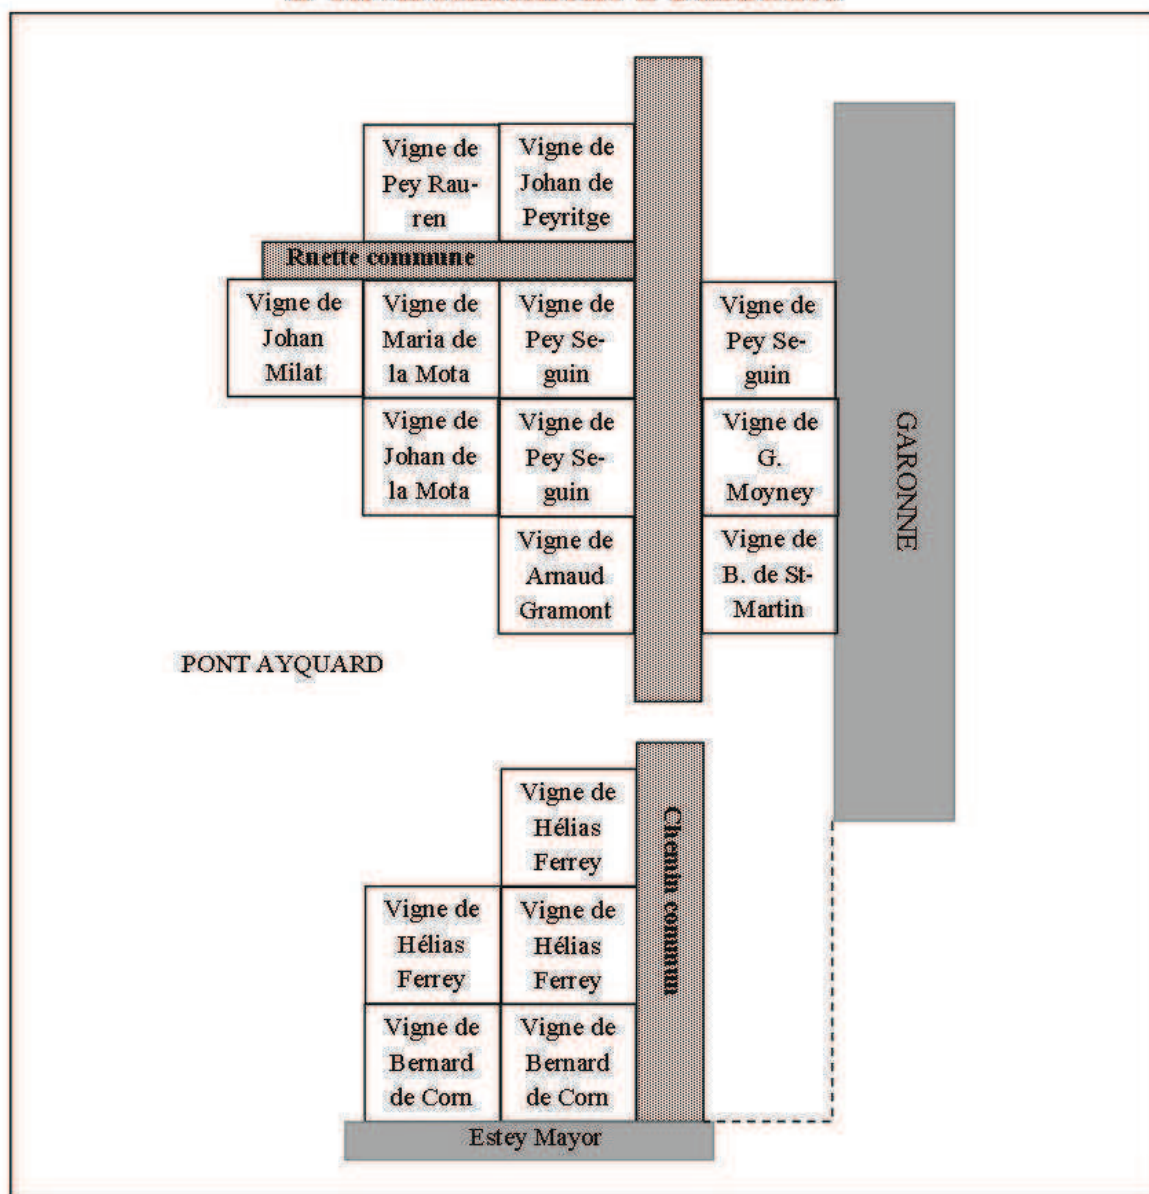 Vigne de
Pey Rau-
ren
Vigne de
Johan de
Peyritge
Ruette commune
Vigne de
Johan
Milat
Vigne de
Maria de
la Mota
Vigne de
Pey Se-
guin
Vigne de
Pey Se-
guin
Vigne de
Johan de
la Mota
Vigne de
Pey Se-
guin
Vigne de
G.
Moyney
Vigne de
Arnaud
Gramont
Vigne de
B. de St-
Martin
GARONNE
PONT AYQUARD
Vigne de
Hélias
Ferrey
Chemin commun
Vigne de
Hélias
Ferrey
Vigne de
Hélias
Ferrey
Vigne de
Bernard
de Corn
Vigne de
Bernard
de Corn
Estey Mayor